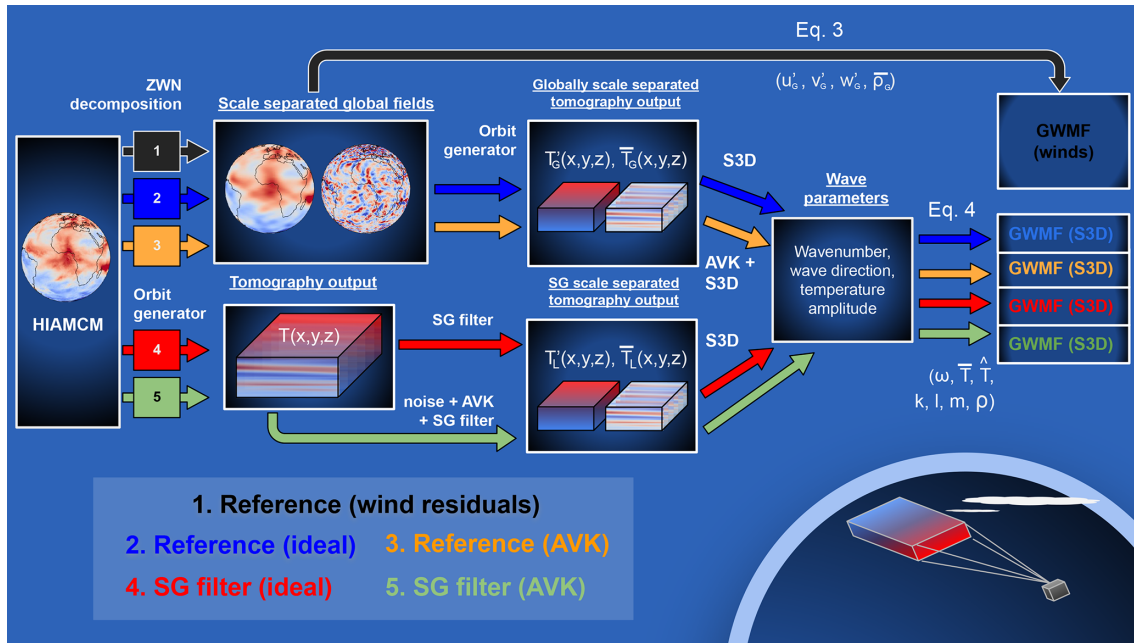 Eq. 3
ZWN
decomposition
Scale separated global fields
Globally scale separated
tomography output
(u'G, v'G, w'G, ρ̅G)
GWMF
(winds)
1
2
3
Orbit
generator
T'G(x,y,z), T̅G(x,y,z)
S3D
Wave
parameters
Eq. 4
GWMF (S3D)
GWMF (S3D)
GWMF (S3D)
GWMF (S3D)
AVK +
S3D
Wavenumber,
wave direction,
temperature
amplitude
HIAMCM
Orbit
generator
Tomography output
SG scale separated
tomography output
4
5
T(x,y,z)
SG filter
noise + AVK
+ SG filter
T'L(x,y,z), T̅L(x,y,z)
S3D
(ω, T̅, T̂,
k, l, m, ρ)
1. Reference (wind residuals)
2. Reference (ideal)
3. Reference (AVK)
4. SG filter (ideal)
5. SG filter (AVK)